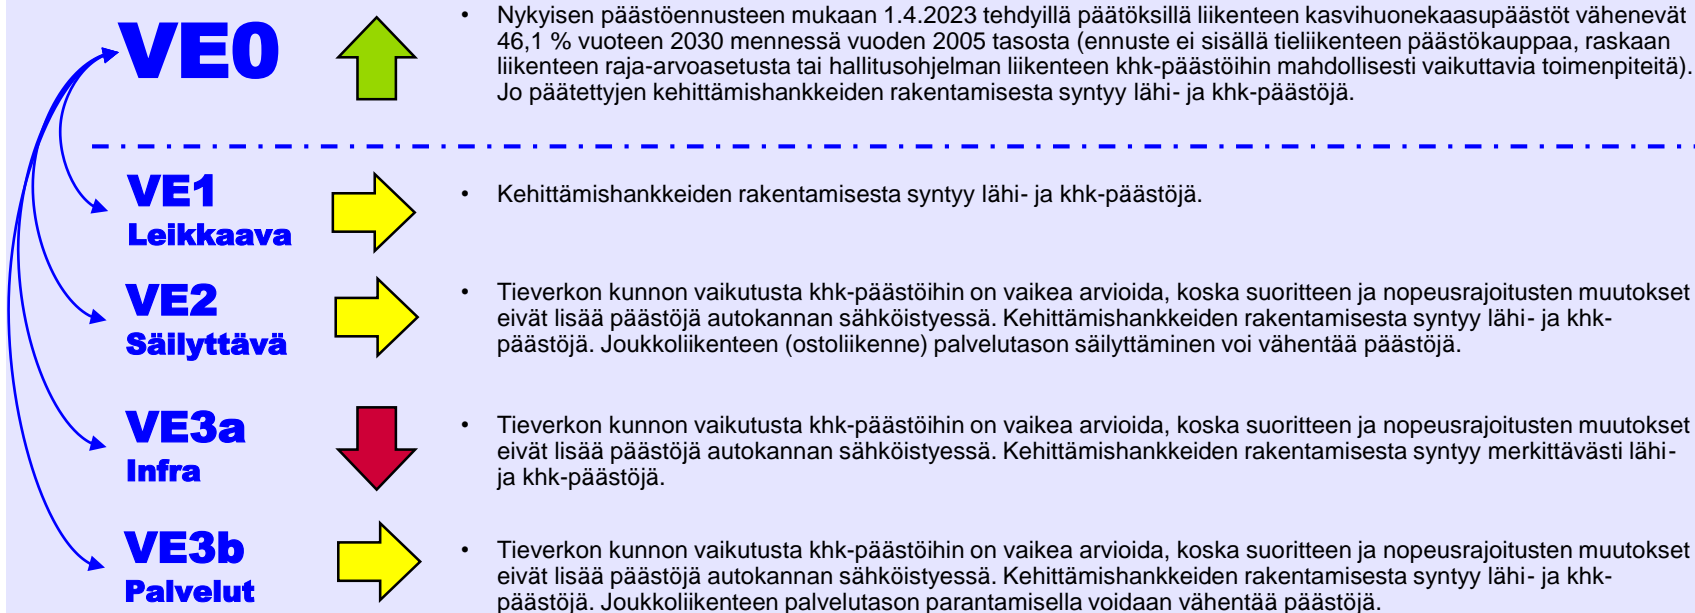 VE0
• Nykyisen päästöennusteen mukaan 1.4.2023 tehdyillä päätöksillä liikenteen kasvihuonekaasupäästöt vähenevät
46,1 % vuoteen 2030 mennessä vuoden 2005 tasosta (ennuste ei sisällä tieliikenteen päästökauppaa, raskaan
liikenteen raja-arvoasetusta tai hallitusohjelman liikenteen khk-päästöihin mahdollisesti vaikuttavia toimenpiteitä).
Jo päätettyjen kehittämishankkeiden rakentamisesta syntyy lähi- ja khk-päästöjä.
VE1
Leikkaava
• Kehittämishankkeiden rakentamisesta syntyy lähi- ja khk-päästöjä.
VE2
Säilyttävä
• Tieverkon kunnon vaikutusta khk-päästöihin on vaikea arvioida, koska suoritteen ja nopeusrajoitusten muutokset
eivät lisää päästöjä autokannan sähköistyessä. Kehittämishankkeiden rakentamisesta syntyy lähi- ja khk-
päästöjä. Joukkoliikenteen (ostoliikenne) palvelutason säilyttäminen voi vähentää päästöjä.
VE3a
Infra
• Tieverkon kunnon vaikutusta khk-päästöihin on vaikea arvioida, koska suoritteen ja nopeusrajoitusten muutokset
eivät lisää päästöjä autokannan sähköistyessä. Kehittämishankkeiden rakentamisesta syntyy merkittävästi lähi-
ja khk-päästöjä.
VE3b
Palvelut
• Tieverkon kunnon vaikutusta khk-päästöihin on vaikea arvioida, koska suoritteen ja nopeusrajoitusten muutokset
eivät lisää päästöjä autokannan sähköistyessä. Kehittämishankkeiden rakentamisesta syntyy lähi- ja khk-
päästöjä. Joukkoliikenteen palvelutason parantamisella voidaan vähentää päästöjä.